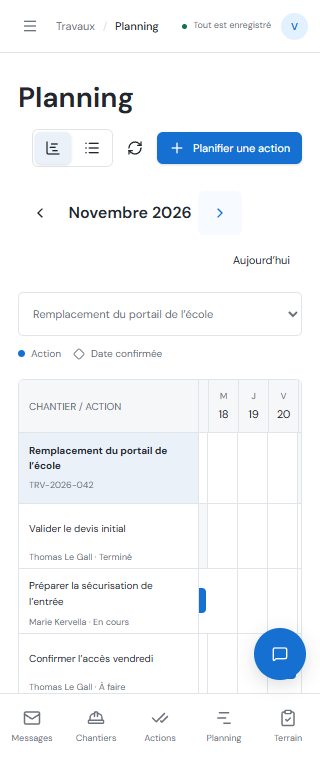 Travaux / Planning
Tout est enregistré
V
Planning
Planifier une action
Novembre 2026
Aujourd'hui
Remplacement du portail de l'école
Action
Date confirmée
CHANTIER / ACTION
M
18
J
19
V
20
Remplacement du portail de
l'école
TRV-2026-042
Valider le devis initial
Thomas Le Gall · Terminé
Préparer la sécurisation de
l'entrée
Marie Kervella · En cours
Confirmer l'accès vendredi
Thomas Le Gall · À faire
Messages
Chantiers
Actions
Planning
Terrain